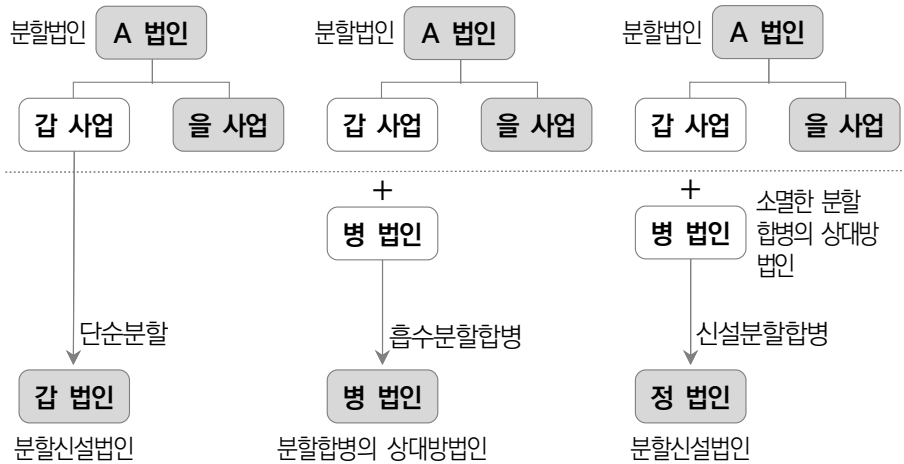 분할법인 A 법인 분할법인 A 법인 분할법인 A 법인
갑 사업 을 사업 갑 사업 을 사업 갑 사업 을 사업
+ +
병 법인 병 법인
소멸한 분할
합병의 상대방
법인
단순분할 흡수분할합병 신설분할합병
갑 법인 병 법인 정 법인
분할신설법인 분할합병의 상대방법인 분할신설법인